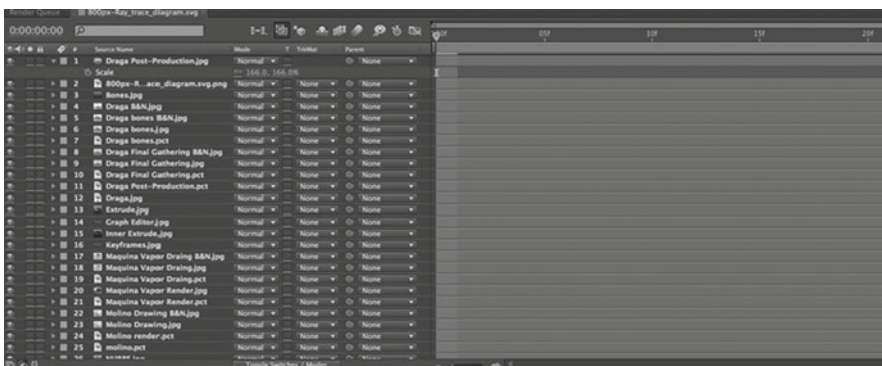 Render Queue 800px-Ray_trace_diagram.svg
0:00:00:00
00f 05f 10f 15f 20f
# Source Name Mode T TrkMat Parent
1 Draga Post-Production.jpg Normal None
Scale 166.0, 166.0%
2 800px-R...ace_diagram.svg.png Normal None None
3 Bones.jpg Normal None None
4 Draga B&N.jpg Normal None None
5 Draga bones B&N.jpg Normal None None
6 Draga bones.jpg Normal None None
7 Draga bones.pct Normal None None
8 Draga Final Gathering B&N.jpg Normal None None
9 Draga Final Gathering.jpg Normal None None
10 Draga Final Gathering.pct Normal None None
11 Draga Post-Production.pct Normal None None
12 Draga.jpg Normal None None
13 Extrude.jpg Normal None None
14 Graph Editor.jpg Normal None None
15 Inner Extrude.jpg Normal None None
16 Keyframes.jpg Normal None None
17 Maquina Vapor Draing B&N.jpg Normal None None
18 Maquina Vapor Draing.jpg Normal None None
19 Maquina Vapor Draing.pct Normal None None
20 Maquina Vapor Render.jpg Normal None None
21 Maquina Vapor Render.pct Normal None None
22 Molino Drawing B&N.jpg Normal None None
23 Molino Drawing.jpg Normal None None
24 Molino render.pct Normal None None
25 molino.pct Normal None None
26 NURBS.jpg Normal None None
Toggle Switches / Modes